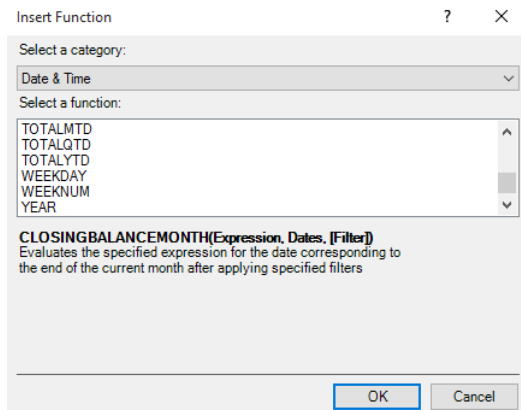 Insert Function ?
Select a category:
Date & Time
Select a function:
TOTALMTD
TOTALQTD
TOTALYTD
WEEKDAY
WEEKNUM
YEAR
CLOSINGBALANCEMONTH(Expression, Dates, [Filter])
Evaluates the specified expression for the date corresponding to
the end of the current month after applying specified filters
OK Cancel